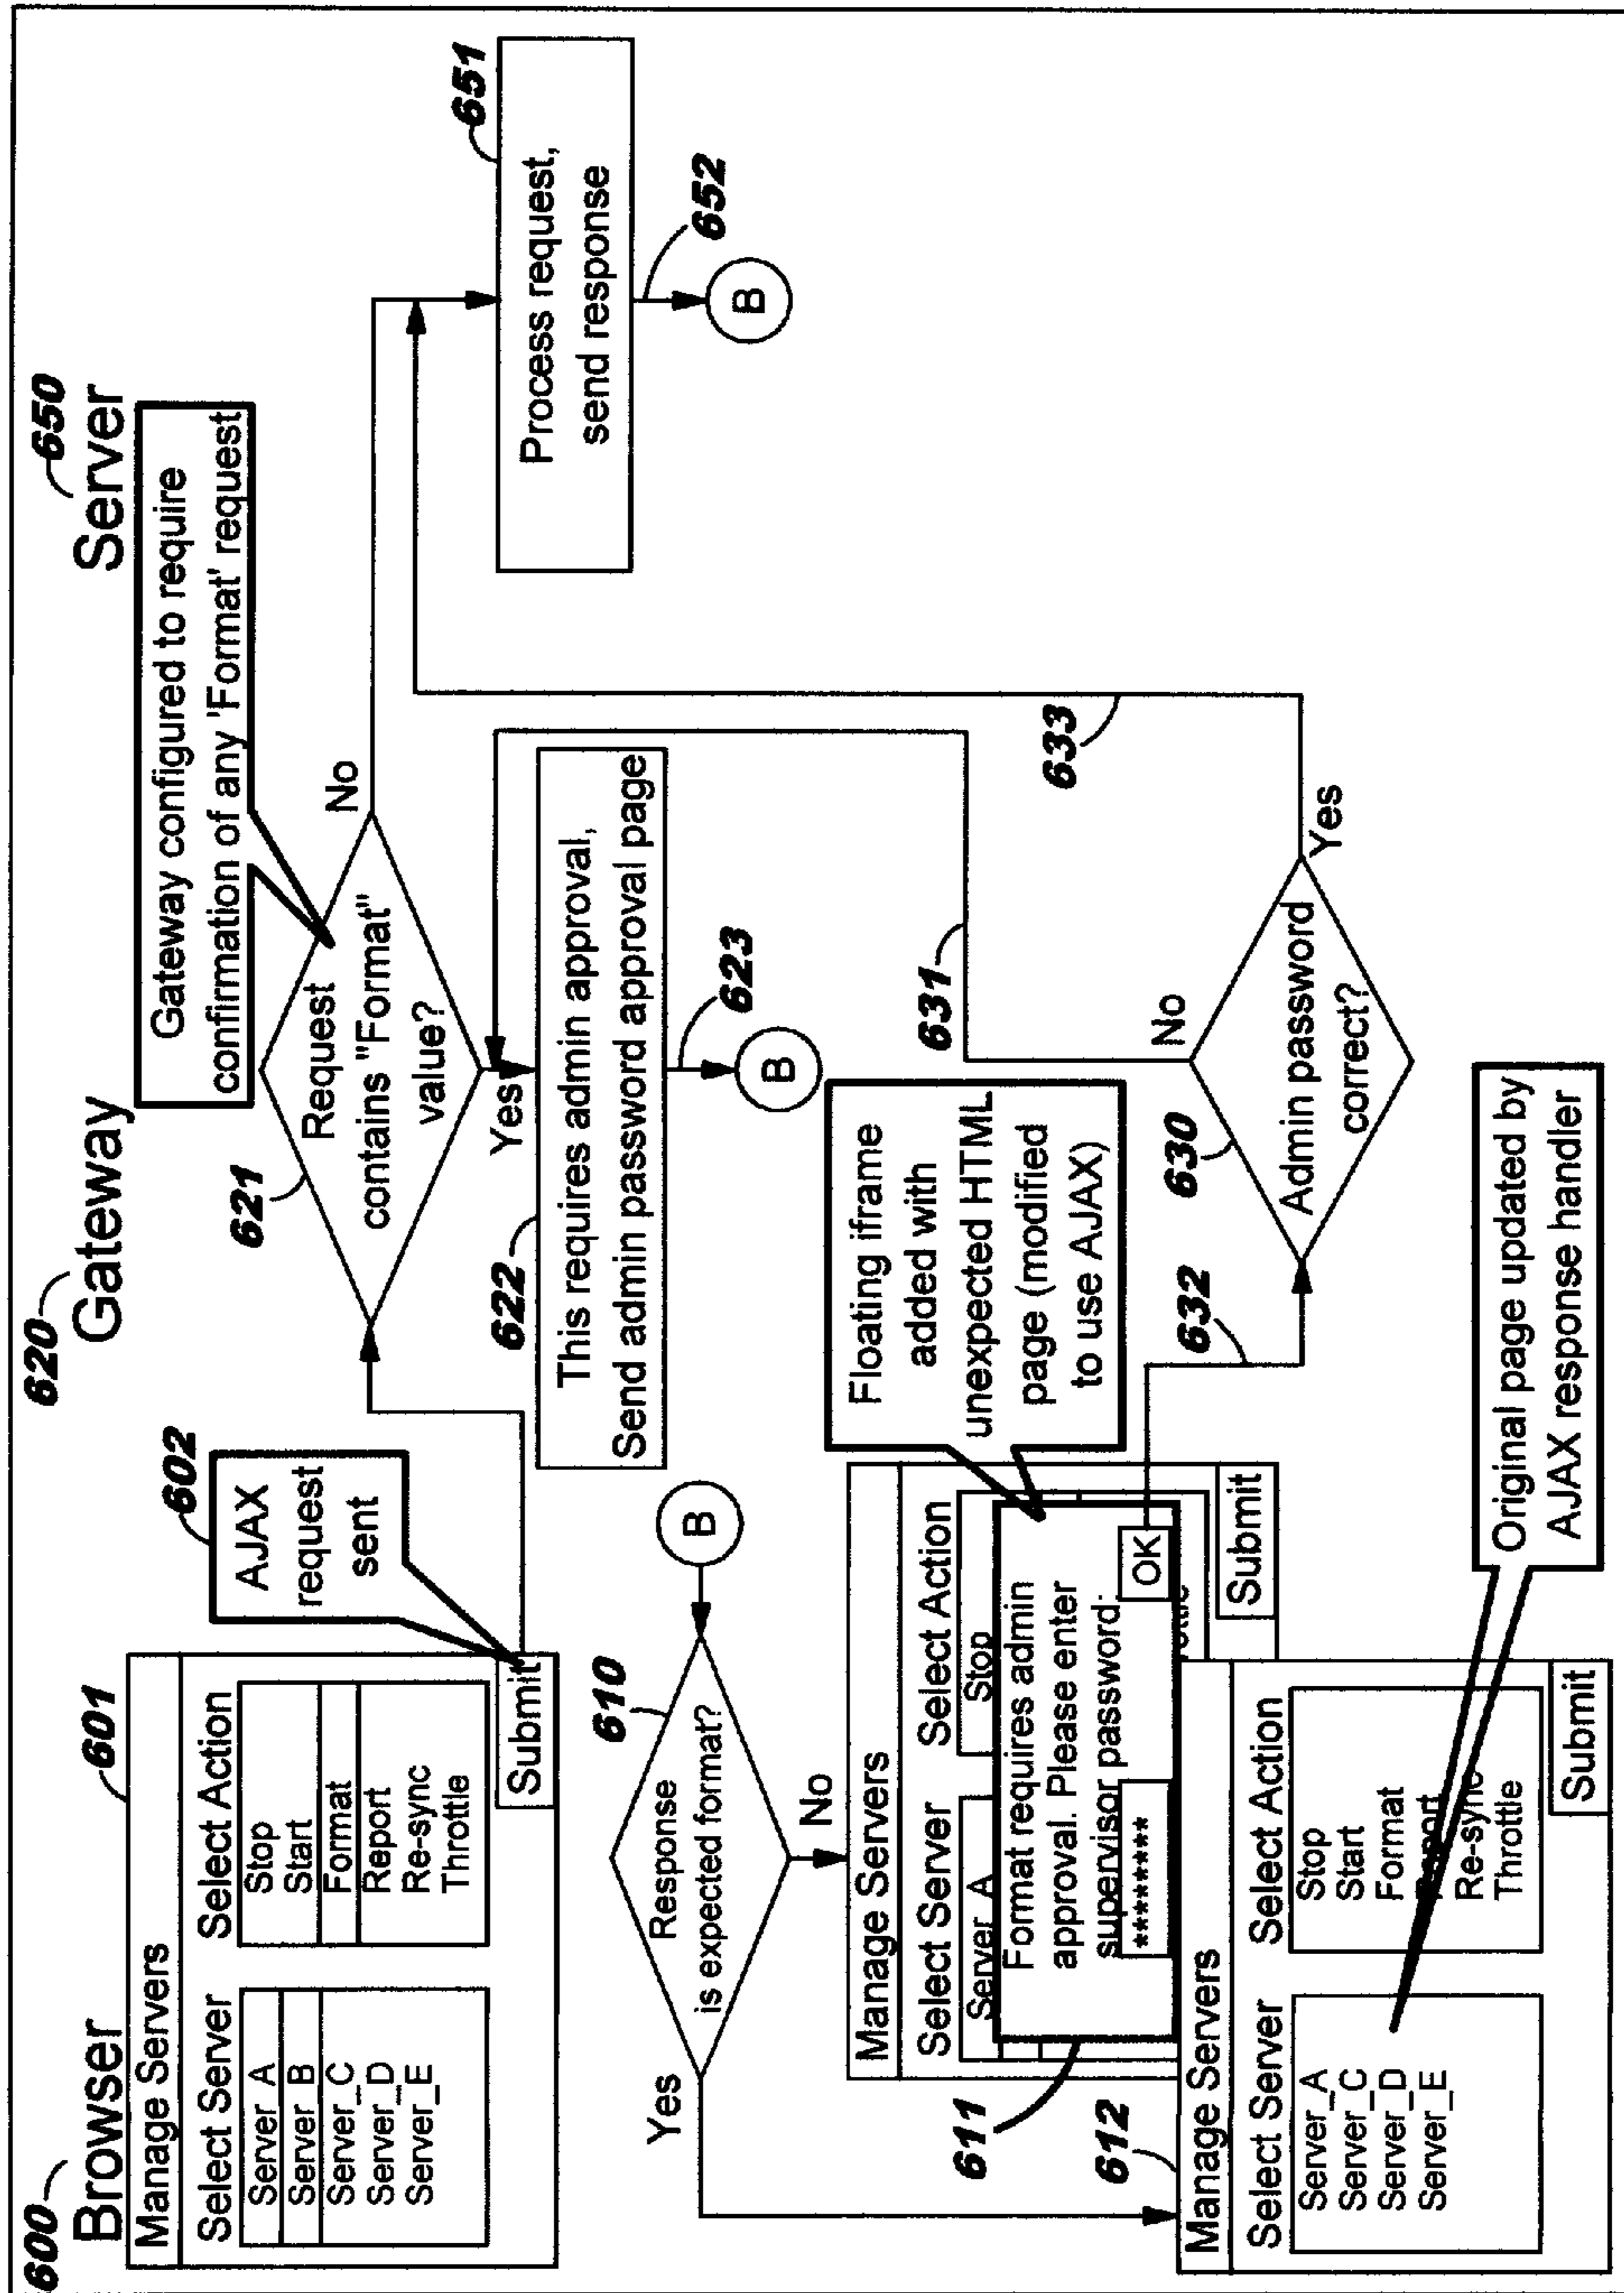 600
Browser
620
Gateway
650
Server
601
Manage Servers
Select Server
Select Action
Server_A
Server_B
Server_C
Server_D
Server_E
Stop
Start
Format
Report
Re-sync
Throttle
Submit
602
AJAX
request
sent
621
Request
contains "Format"
value?
No
Yes
Gateway configured to require
confirmation of any 'Format' request
651
Process request,
send response
652
B
622
This requires admin approval,
Send admin password approval page
623
B
B
610
Response
is expected format?
Yes
No
Manage Servers
Select Server
Select Action
Server_A
Stop
Format requires admin
approval. Please enter
supervisor password:
********
OK
Submit
611
Floating iframe
added with
unexpected HTML
page (modified
to use AJAX)
632
630
Admin password
correct?
No
631
Yes
633
612
Manage Servers
Select Server
Select Action
Server_A
Server_C
Server_D
Server_E
Stop
Start
Format
Report
Re-sync
Throttle
Submit
Original page updated by
AJAX response handler